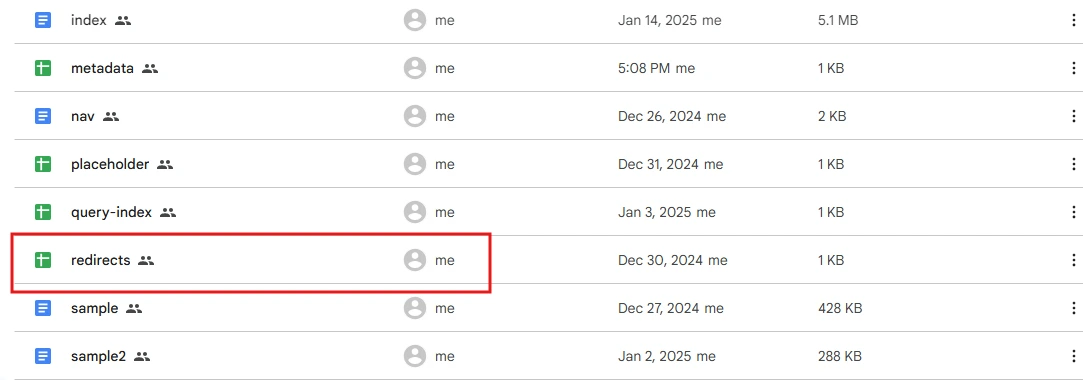 index me Jan 14, 2025 me 5.1 MB
metadata me 5:08 PM me 1 KB
nav me Dec 26, 2024 me 2 KB
placeholder me Dec 31, 2024 me 1 KB
query-index me Jan 3, 2025 me 1 KB
redirects me Dec 30, 2024 me 1 KB
sample me Dec 27, 2024 me 428 KB
sample2 me Jan 2, 2025 me 288 KB